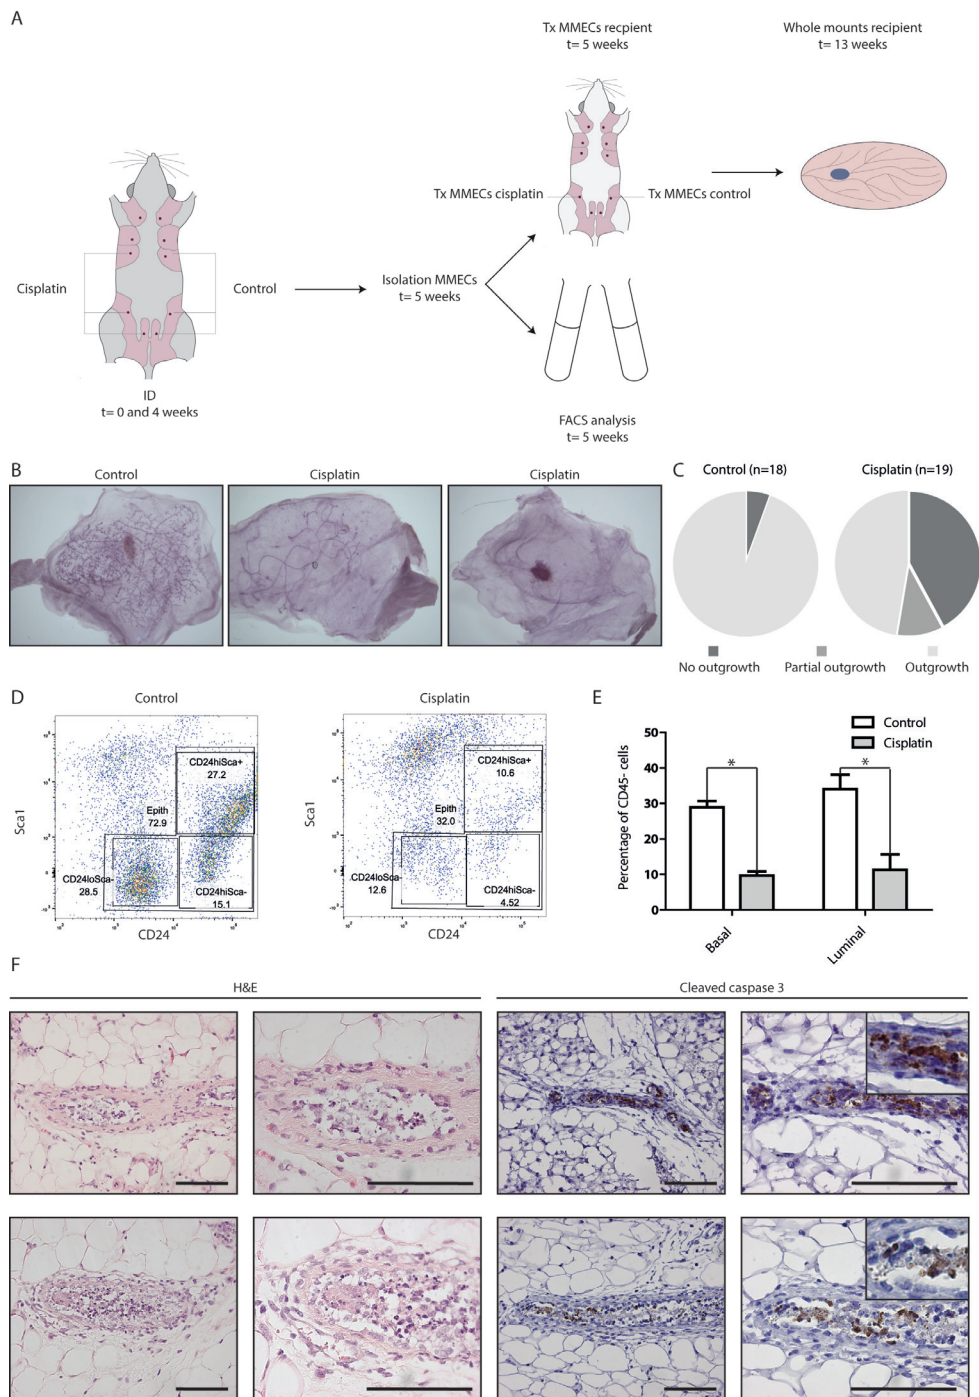 A
Tx MMECs recpient
t= 5 weeks
Whole mounts recipient
t= 13 weeks
Tx MMECs cisplatin
Tx MMECs control
Cisplatin
Control
Isolation MMECs
t= 5 weeks
ID
t= 0 and 4 weeks
FACS analysis
t= 5 weeks
B
Control
Cisplatin
Cisplatin
C
Control (n=18)
Cisplatin (n=19)
No outgrowth
Partial outgrowth
Outgrowth
D
Control
Cisplatin
Sca1
CD24hiSca+
27.2
Epith
72.9
CD24loSca-
28.5
CD24hiSca-
15.1
CD24
Sca1
CD24hiSca+
10.6
Epith
32.0
CD24loSca-
12.6
CD24hiSca-
4.52
CD24
E
Control
Cisplatin
Percentage of CD45- cells
50
40
30
20
10
0
*
*
Basal
Luminal
F
H&E
Cleaved caspase 3